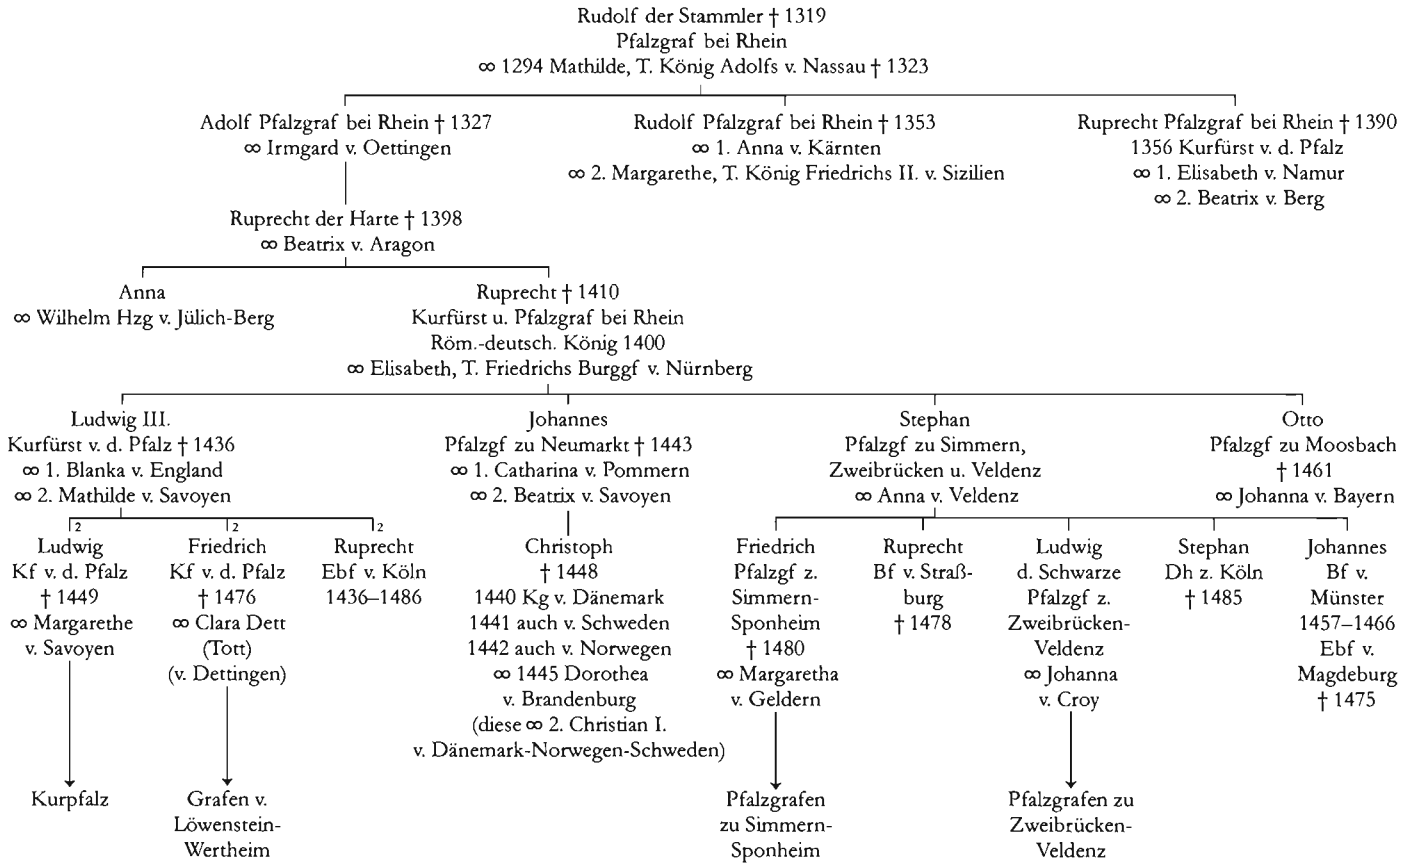 Rudolf der Stammler † 1319
Pfalzgraf bei Rhein
∞ 1294 Mathilde, T. König Adolfs v. Nassau † 1323
Adolf Pfalzgraf bei Rhein † 1327
∞ Irmgard v. Oettingen
Rudolf Pfalzgraf bei Rhein † 1353
∞ 1. Anna v. Kärnten
∞ 2. Margarethe, T. König Friedrichs II. v. Sizilien
Ruprecht Pfalzgraf bei Rhein † 1390
1356 Kurfürst v. d. Pfalz
∞ 1. Elisabeth v. Namur
∞ 2. Beatrix v. Berg
Ruprecht der Harte † 1398
∞ Beatrix v. Aragon
Anna
∞ Wilhelm Hzg v. Jülich-Berg
Ruprecht † 1410
Kurfürst u. Pfalzgraf bei Rhein
Röm.-deutsch. König 1400
∞ Elisabeth, T. Friedrichs Burggf v. Nürnberg
Ludwig III.
Kurfürst v. d. Pfalz † 1436
∞ 1. Blanka v. England
∞ 2. Mathilde v. Savoyen
Johannes
Pfalzgf zu Neumarkt † 1443
∞ 1. Catharina v. Pommern
∞ 2. Beatrix v. Savoyen
Stephan
Pfalzgf zu Simmern,
Zweibrücken u. Veldenz
∞ Anna v. Veldenz
Otto
Pfalzgf zu Moosbach
† 1461
∞ Johanna v. Bayern
2
Ludwig
Kf v. d. Pfalz
† 1449
∞ Margarethe
v. Savoyen
2
Friedrich
Kf v. d. Pfalz
† 1476
∞ Clara Dett
(Tott)
(v. Dettingen)
2
Ruprecht
Ebf v. Köln
1436–1486
Christoph
† 1448
1440 Kg v. Dänemark
1441 auch v. Schweden
1442 auch v. Norwegen
∞ 1445 Dorothea
v. Brandenburg
(diese ∞ 2. Christian I.
v. Dänemark-Norwegen-Schweden)
Friedrich
Pfalzgf z.
Simmern-
Sponheim
† 1480
∞ Margaretha
v. Geldern
Ruprecht
Bf v. Straß-
burg
† 1478
Ludwig
d. Schwarze
Pfalzgf z.
Zweibrücken-
Veldenz
∞ Johanna
v. Croy
Stephan
Dh z. Köln
† 1485
Johannes
Bf v.
Münster
1457–1466
Ebf v.
Magdeburg
† 1475
Kurpfalz
Grafen v.
Löwenstein-
Wertheim
Pfalzgrafen
zu Simmern-
Sponheim
Pfalzgrafen zu
Zweibrücken-
Veldenz